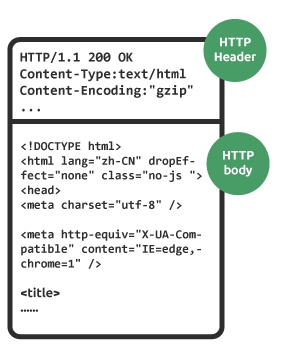 HTTP
Header
HTTP/1.1 200 OK
Content-Type:text/html
Content-Encoding:"gzip"
...
HTTP
body
<!DOCTYPE html>
<html lang="zh-CN" dropEf-
fect="none" class="no-js ">
<head>
<meta charset="utf-8" />
<meta http-equiv="X-UA-Com-
patible" content="IE=edge,-
chrome=1" />
<title>
......